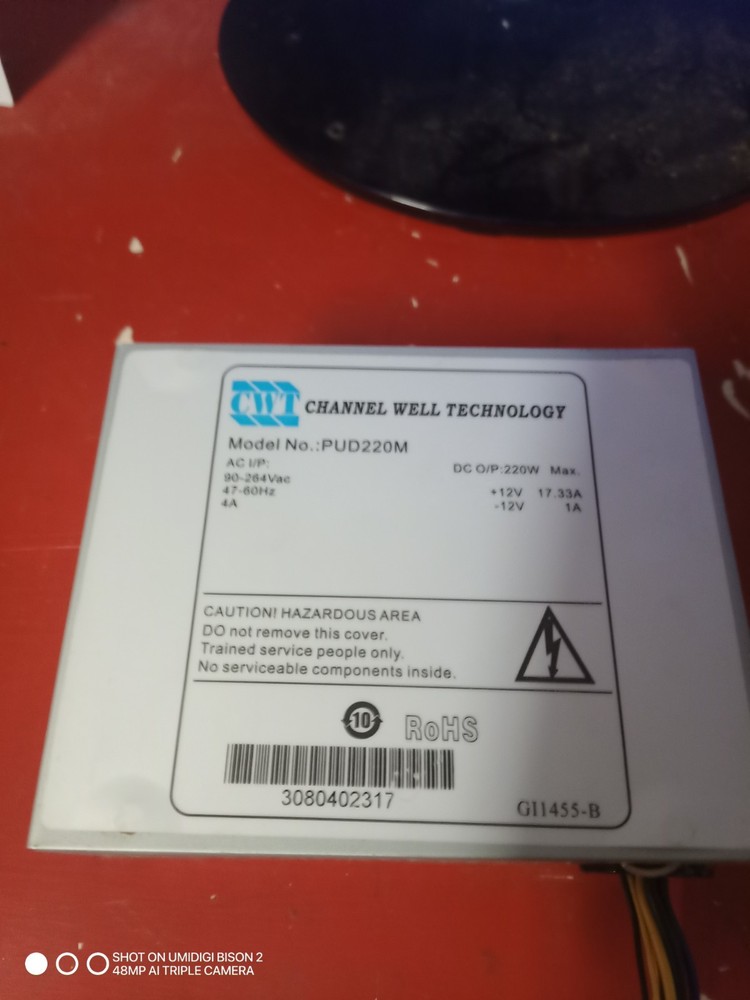 CWT CHANNEL WELL TECHNOLOGY
Model No.:PUD220M
AC I/P:
90-264Vac
47-60Hz
4A
DC O/P:220W Max.
+12V 17.33A
-12V 1A
CAUTION! HAZARDOUS AREA
DO not remove this cover.
Trained service people only.
No serviceable components inside.
10 RoHS
3080402317
GI1455-B
SHOT ON UMIDIGI BISON 2
48MP AI TRIPLE CAMERA